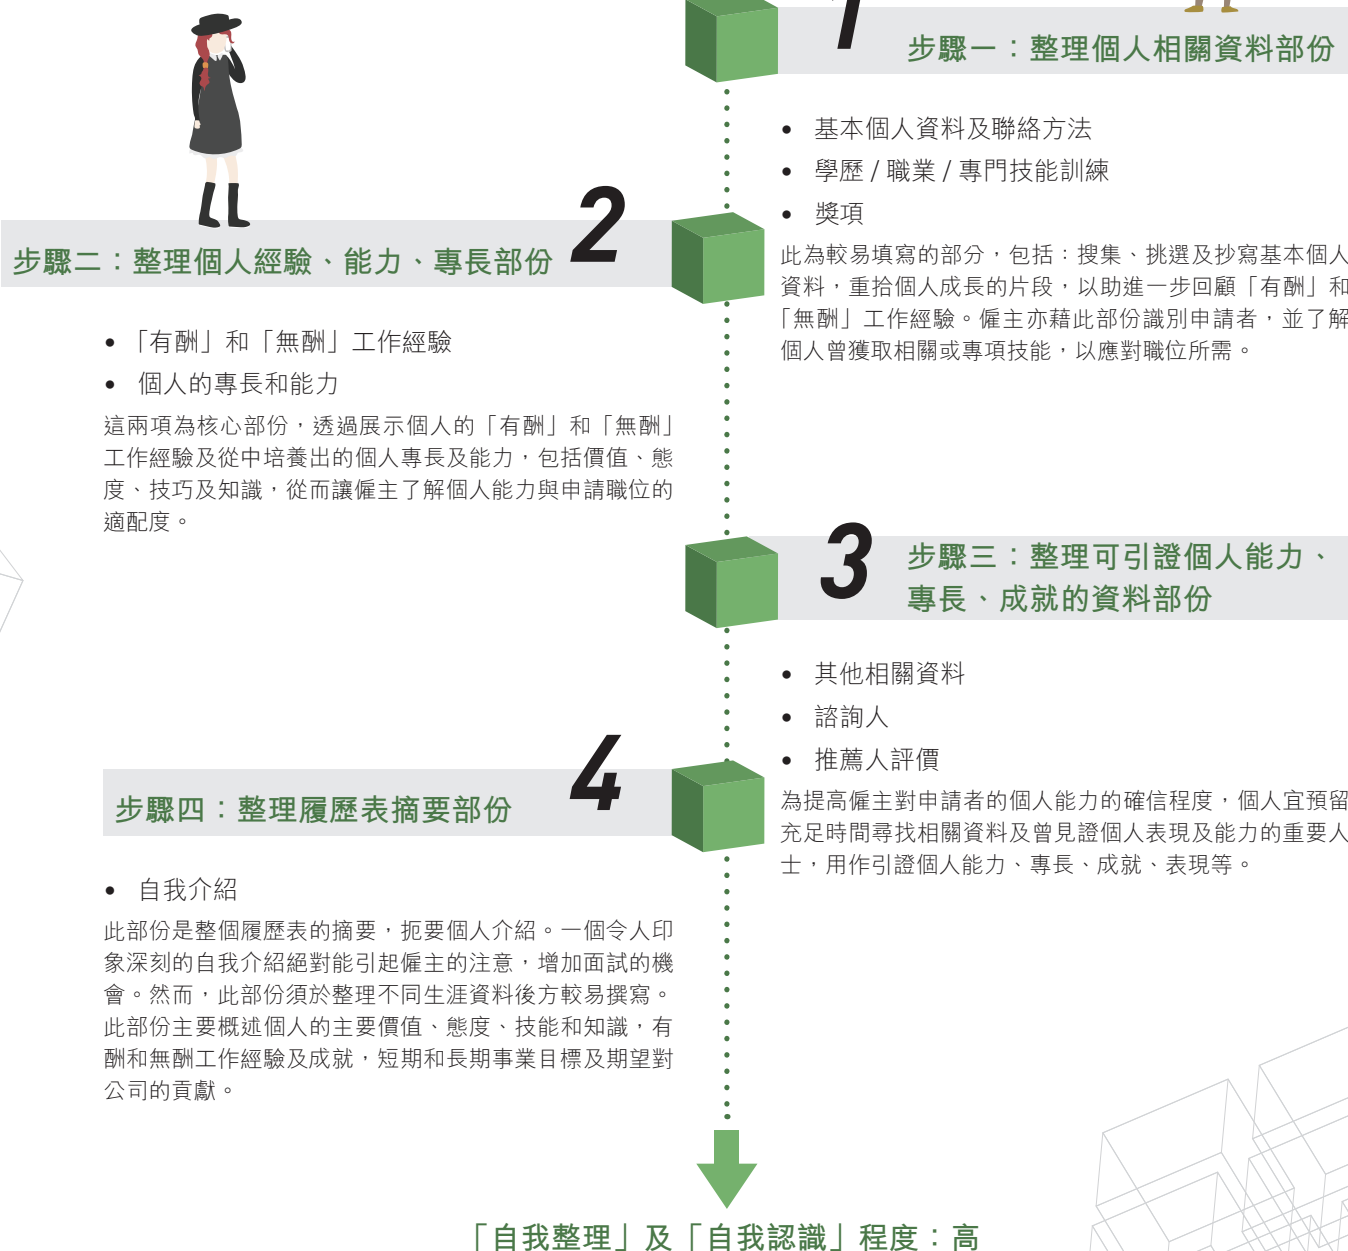 1
步驟一：整理個人相關資料部份
• 基本個人資料及聯絡方法
• 學歷 / 職業 / 專門技能訓練
• 獎項
此為較易填寫的部分，包括：搜集、挑選及抄寫基本個人
資料，重拾個人成長的片段，以助進一步回顧「有酬」和
「無酬」工作經驗。僱主亦藉此部份識別申請者，並了解
個人曾獲取相關或專項技能，以應對職位所需。
2
步驟二：整理個人經驗、能力、專長部份
• 「有酬」和「無酬」工作經驗
• 個人的專長和能力
這兩項為核心部份，透過展示個人的「有酬」和「無酬」
工作經驗及從中培養出的個人專長及能力，包括價值、態
度、技巧及知識，從而讓僱主了解個人能力與申請職位的
適配度。
3
步驟三：整理可引證個人能力、
專長、成就的資料部份
• 其他相關資料
• 諮詢人
• 推薦人評價
為提高僱主對申請者的個人能力的確信程度，個人宜預留
充足時間尋找相關資料及曾見證個人表現及能力的重要人
士，用作引證個人能力、專長、成就、表現等。
4
步驟四：整理履歷表摘要部份
• 自我介紹
此部份是整個履歷表的摘要，扼要個人介紹。一個令人印
象深刻的自我介紹絕對能引起僱主的注意，增加面試的機
會。然而，此部份須於整理不同生涯資料後方較易撰寫。
此部份主要概述個人的主要價值、態度、技能和知識，有
酬和無酬工作經驗及成就，短期和長期事業目標及期望對
公司的貢獻。
「自我整理」及「自我認識」程度：高